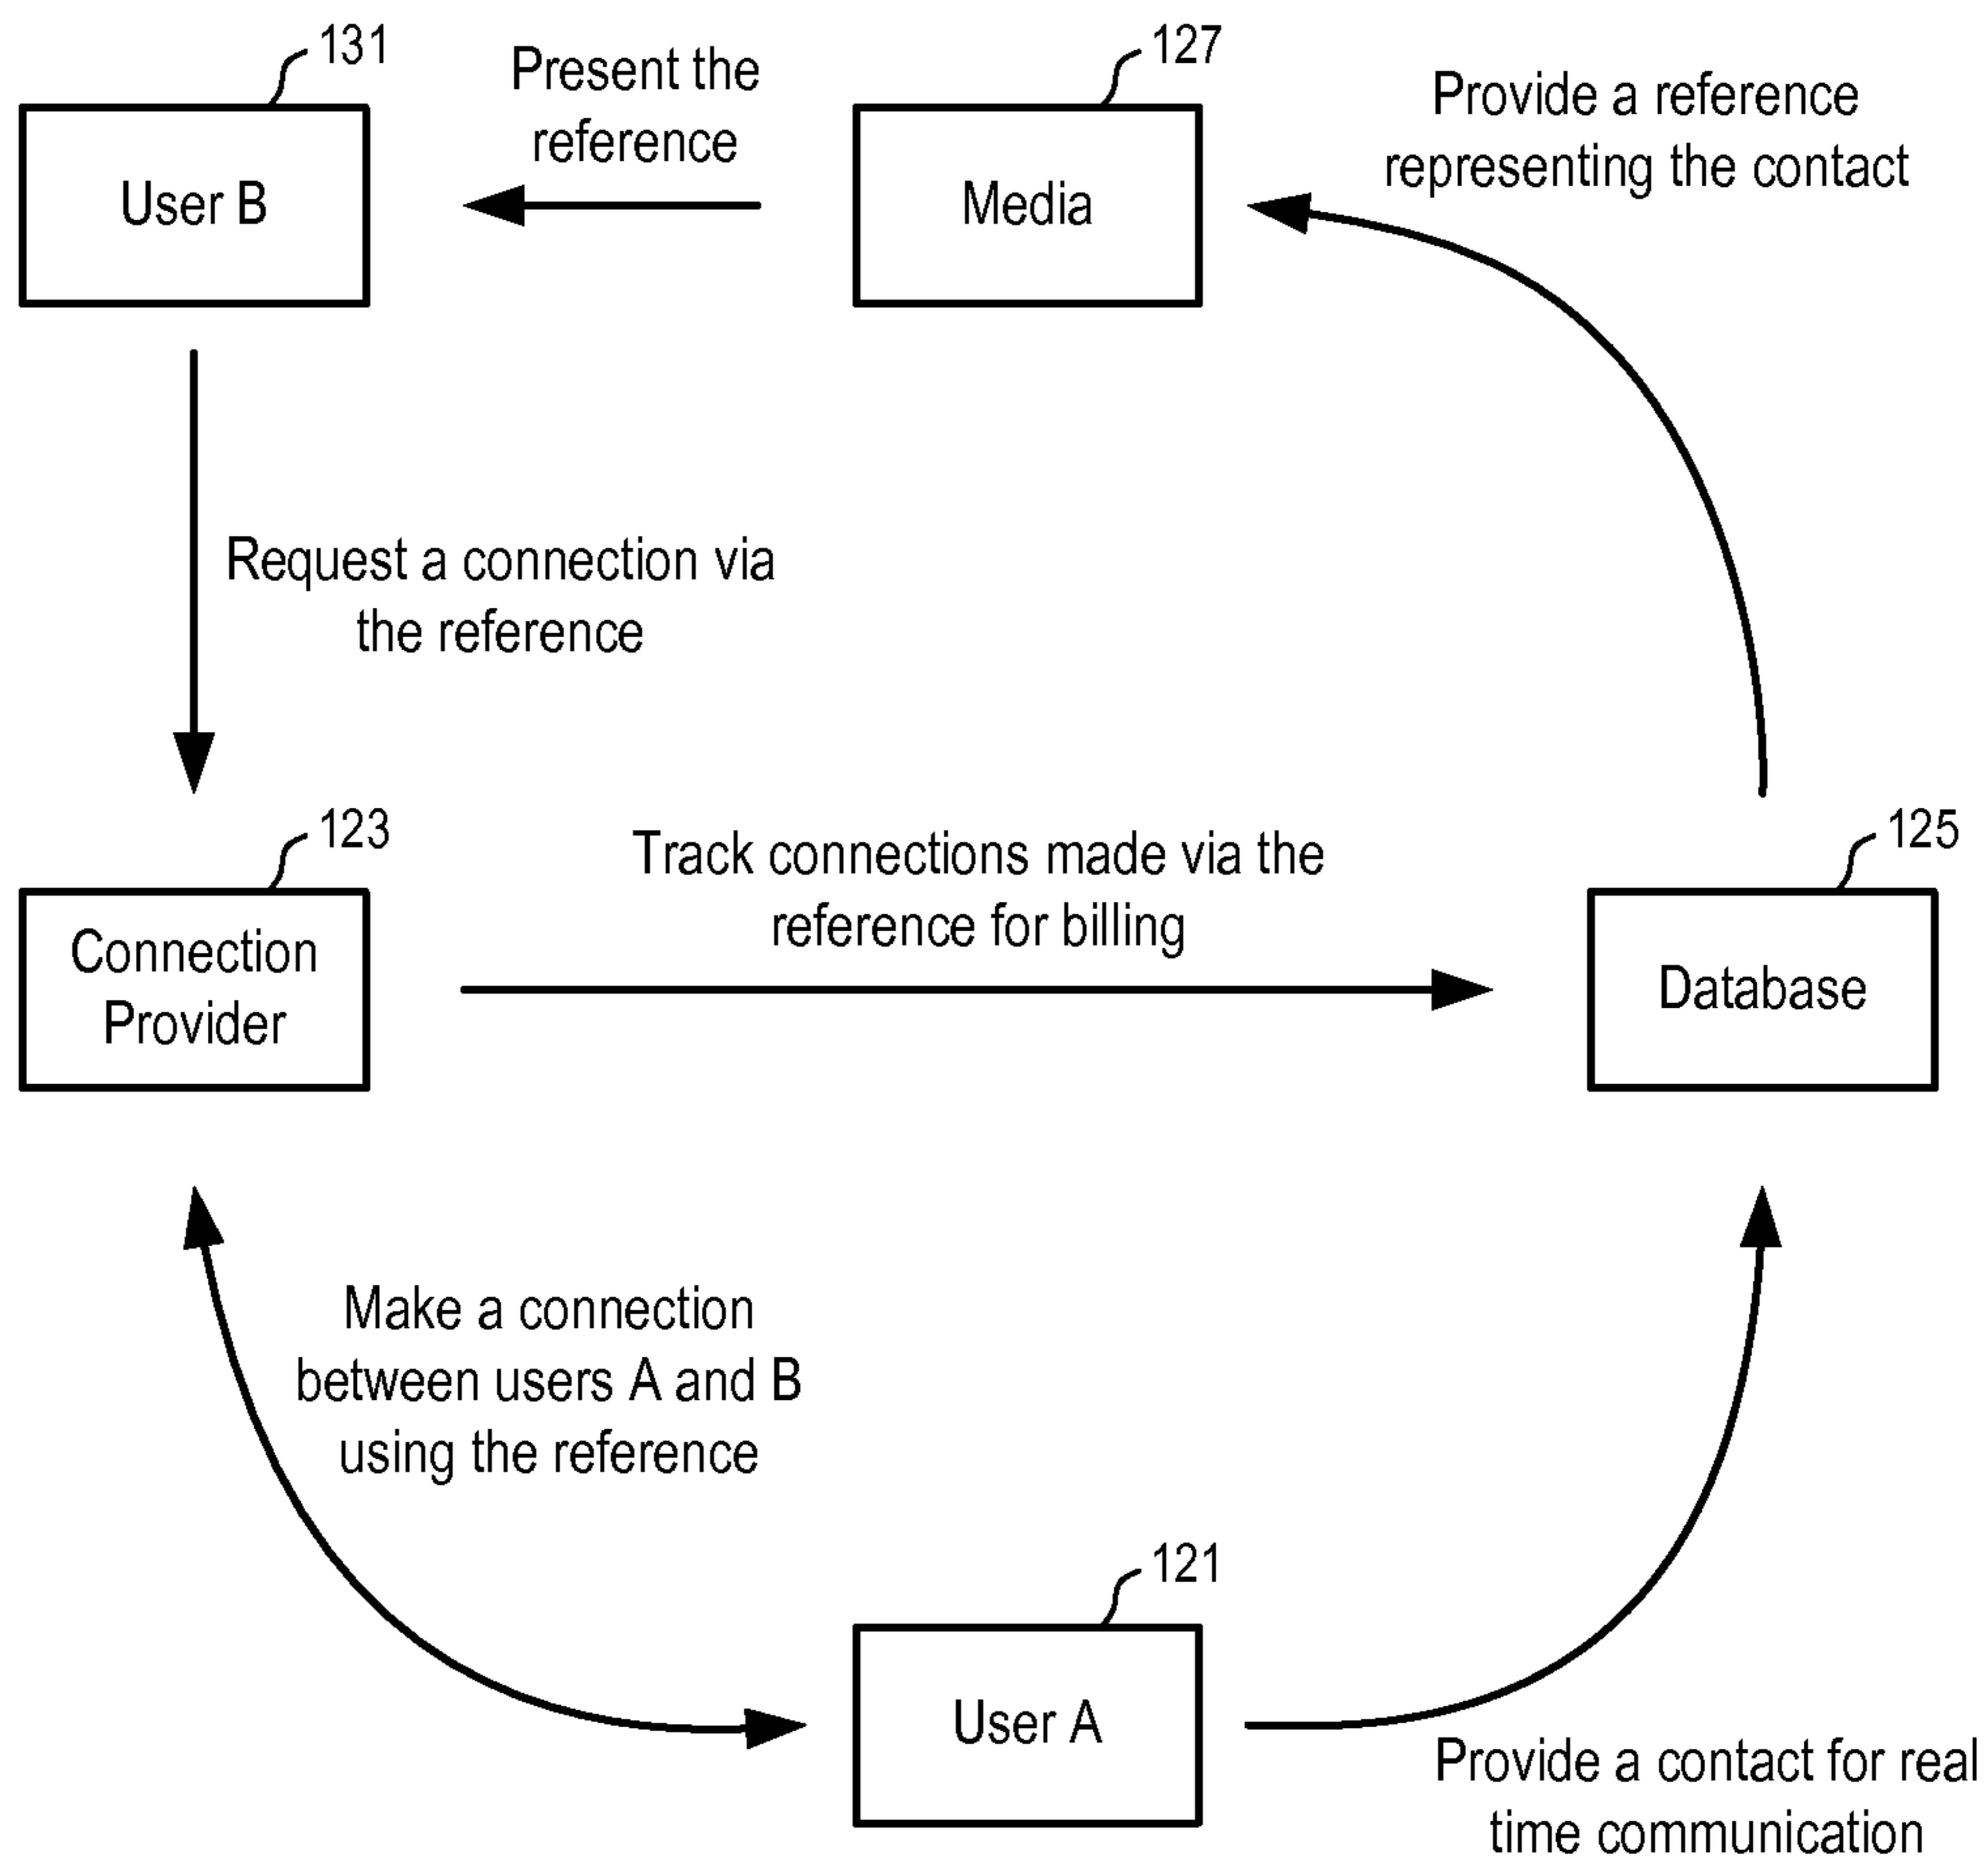 131
Present the
reference
127
Provide a reference
representing the contact
User B
Media
Request a connection via
the reference
123
Track connections made via the
reference for billing
125
Connection
Provider
Database
Make a connection
between users A and B
using the reference
121
User A
Provide a contact for real
time communication